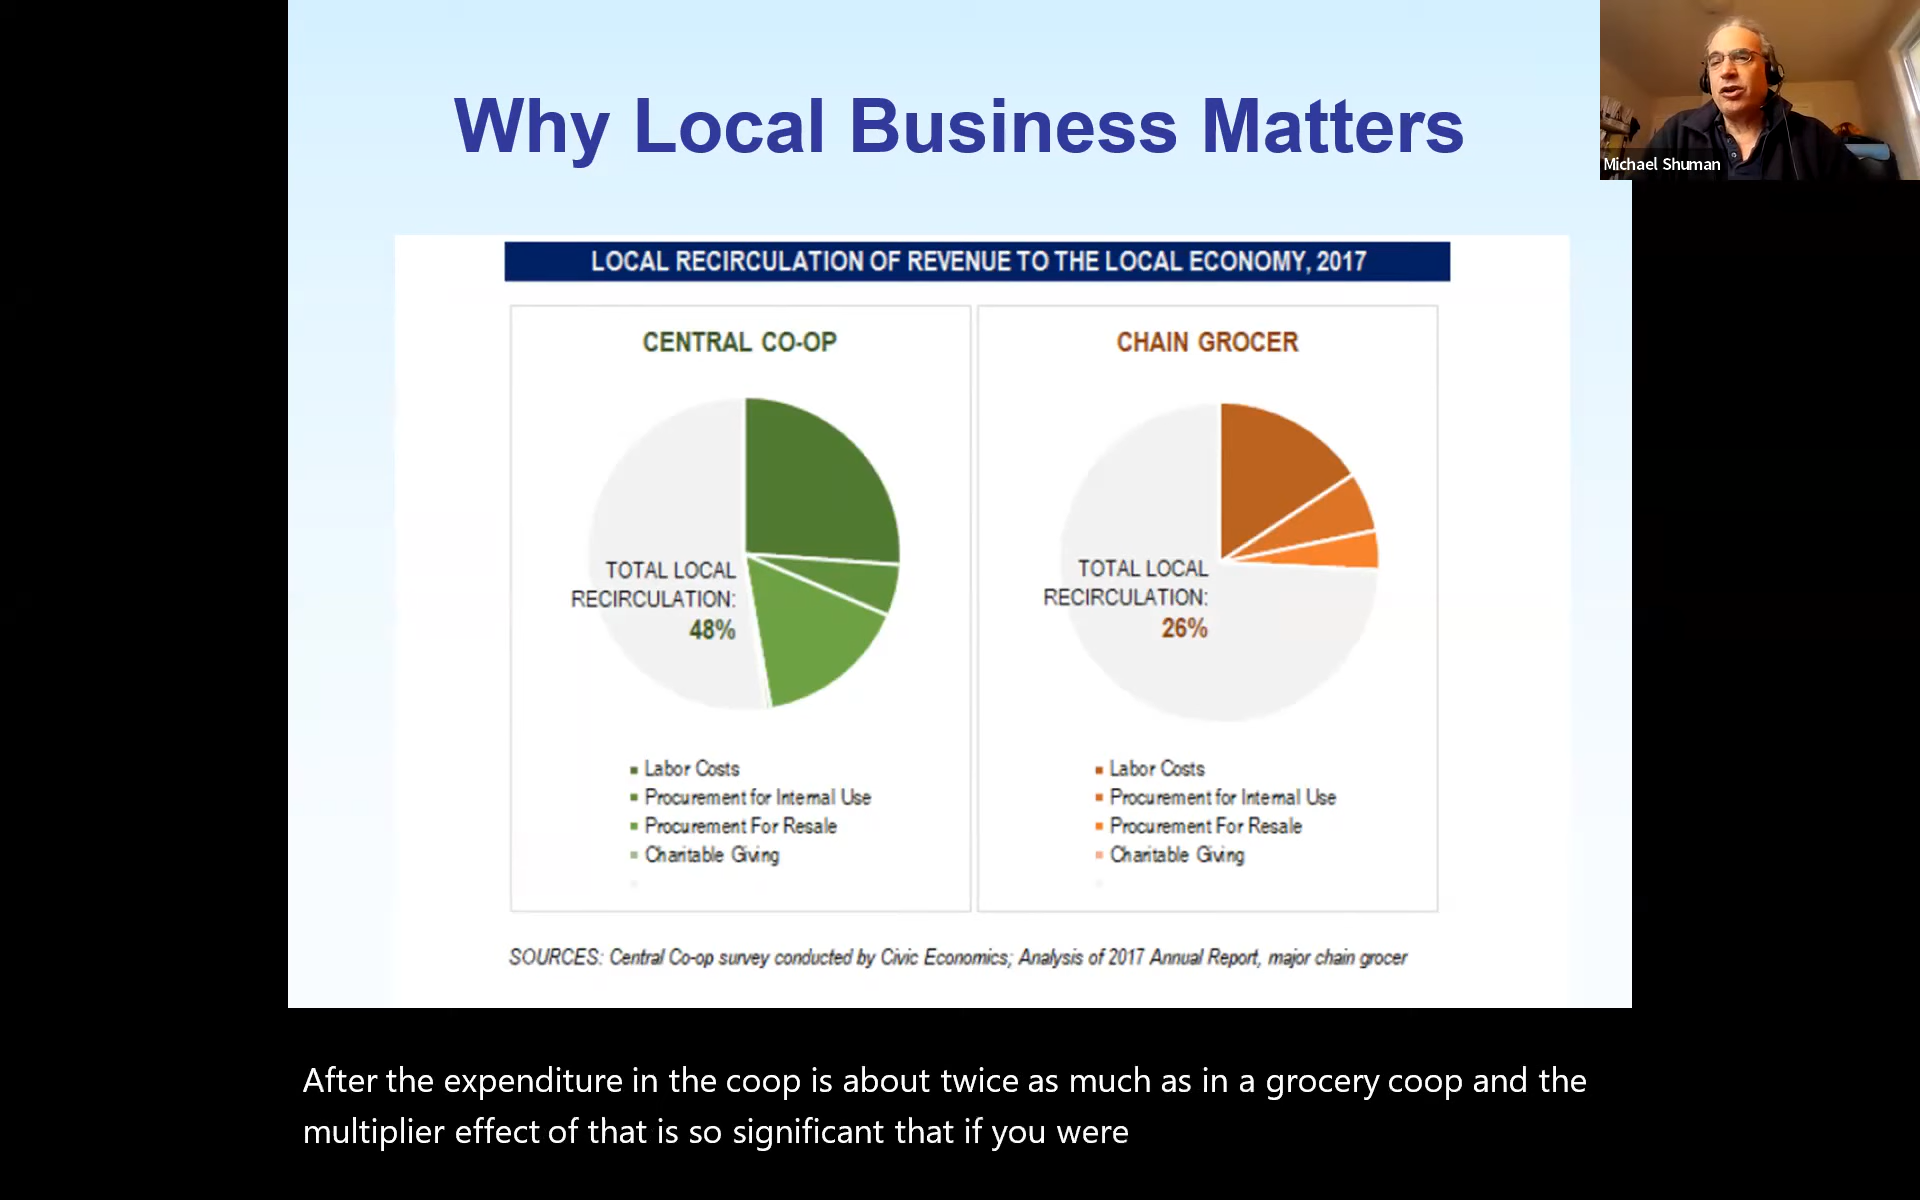 Why Local Business Matters
Michael Shuman
LOCAL RECIRCULATION OF REVENUE TO THE LOCAL ECONOMY, 2017
CENTRAL CO-OP
TOTAL LOCAL
RECIRCULATION:
48%
Labor Costs
Procurement for Internal Use
Procurement For Resale
Charitable Giving
CHAIN GROCER
TOTAL LOCAL
RECIRCULATION:
26%
Labor Costs
Procurement for Internal Use
Procurement For Resale
Charitable Giving
SOURCES: Central Co-op survey conducted by Civic Economics; Analysis of 2017 Annual Report, major chain grocer
After the expenditure in the coop is about twice as much as in a grocery coop and the
multiplier effect of that is so significant that if you were